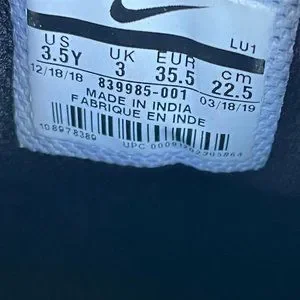 LU1
US UK EUR cm
3.5Y 3 35.5 22.5
12/18/18 839985-001 03/18/19
MADE IN INDIA
FABRIQUE EN INDE
UPC